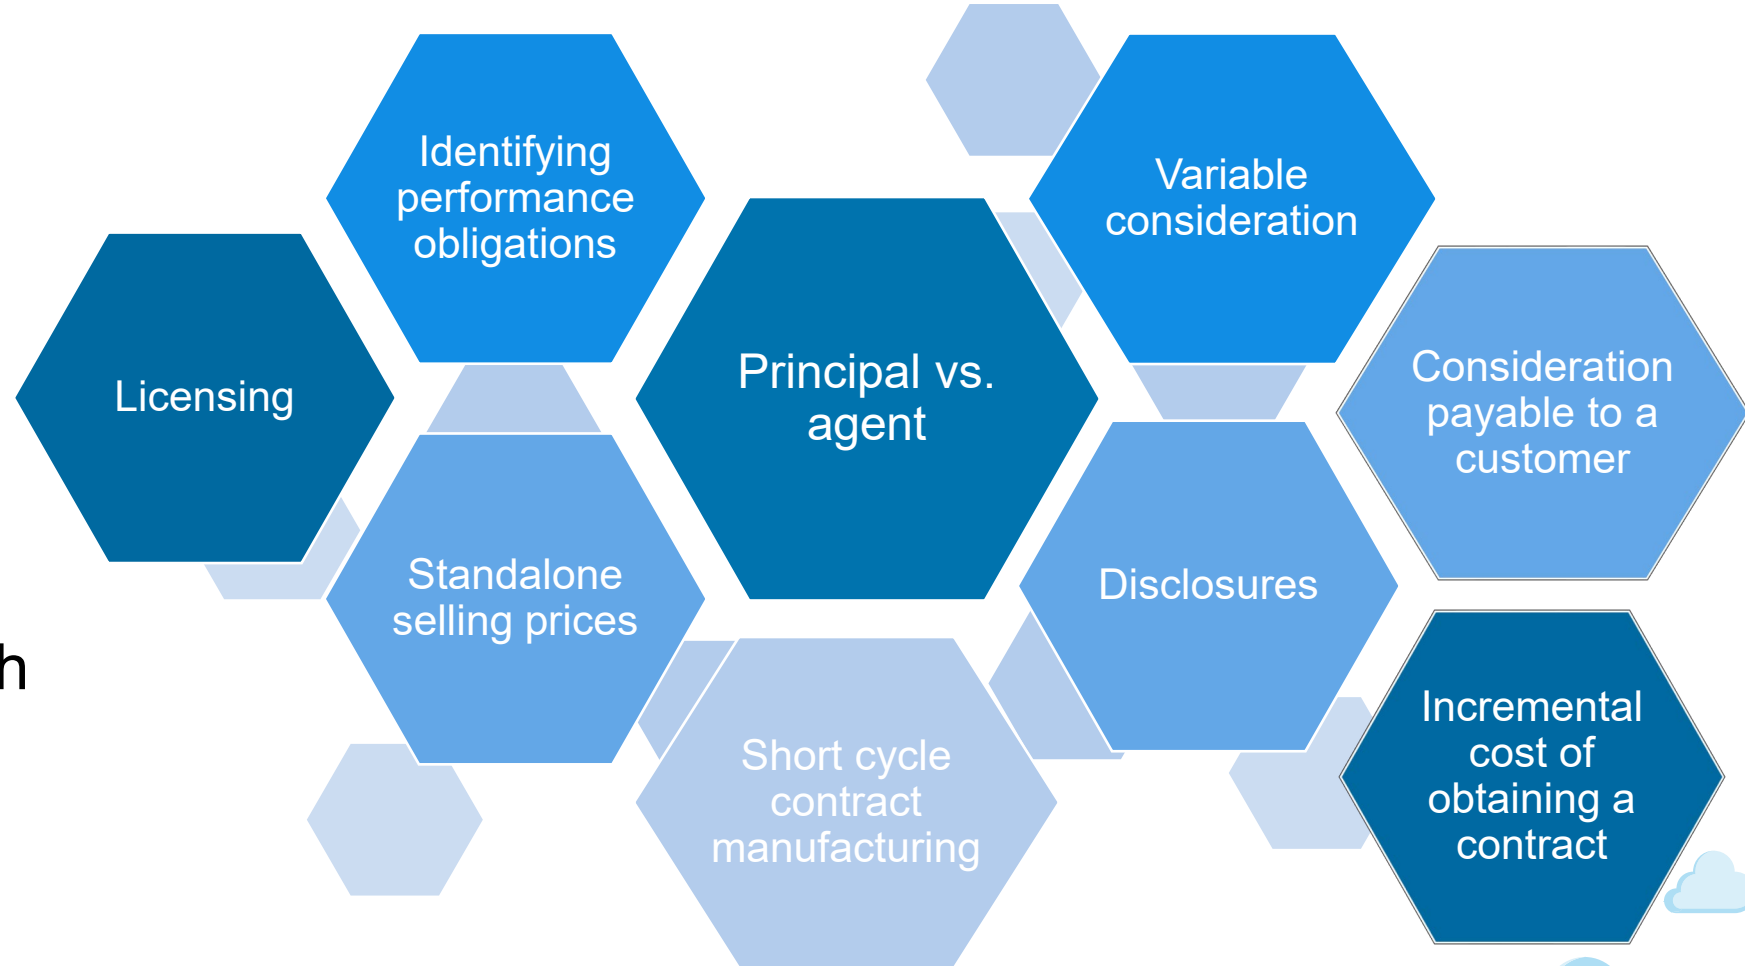 Identifying
performance
obligations
Variable
consideration
Licensing
Principal vs.
agent
Consideration
payable to a
customer
Standalone
selling prices
Disclosures
h
Short cycle
contract
manufacturing
Incremental
cost of
obtaining a
contract